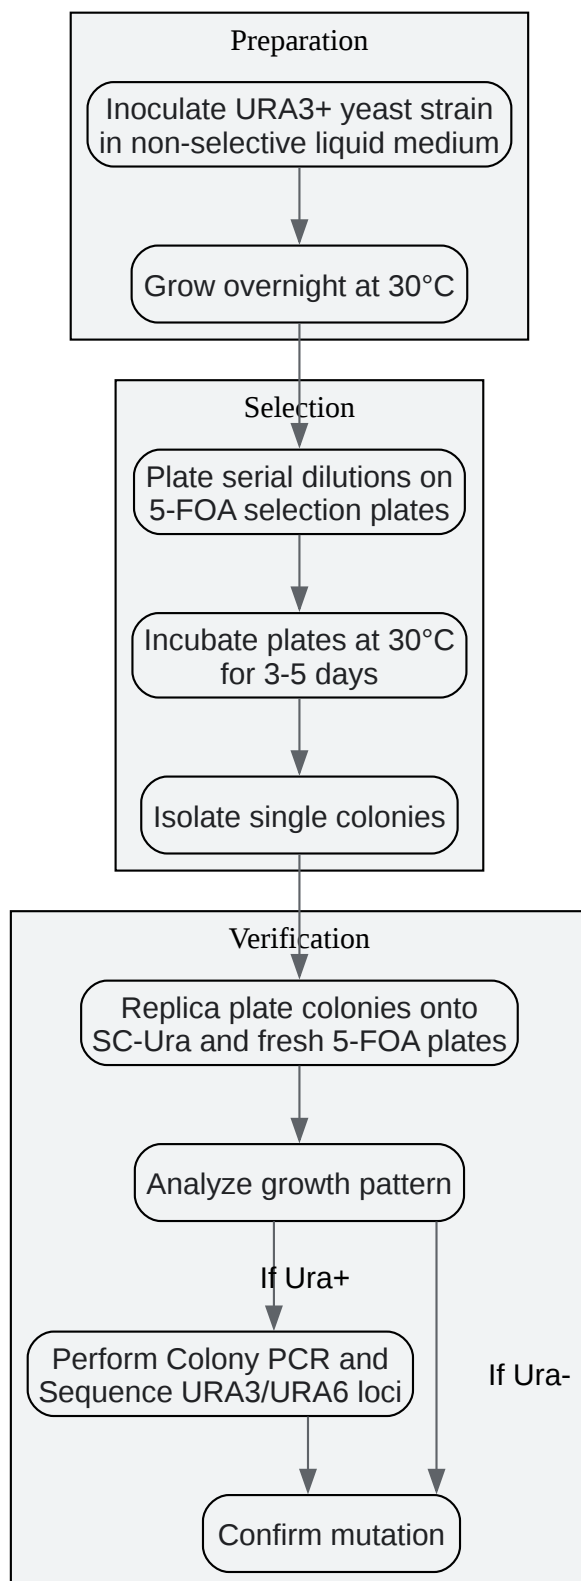 Preparation
Inoculate URA3+ yeast strain
in non-selective liquid medium
Grow overnight at 30°C
Selection
Plate serial dilutions on
5-FOA selection plates
Incubate plates at 30°C
for 3-5 days
Isolate single colonies
Verification
Replica plate colonies onto
SC-Ura and fresh 5-FOA plates
Analyze growth pattern
If Ura+
Perform Colony PCR and
Sequence URA3/URA6 loci
If Ura-
Confirm mutation